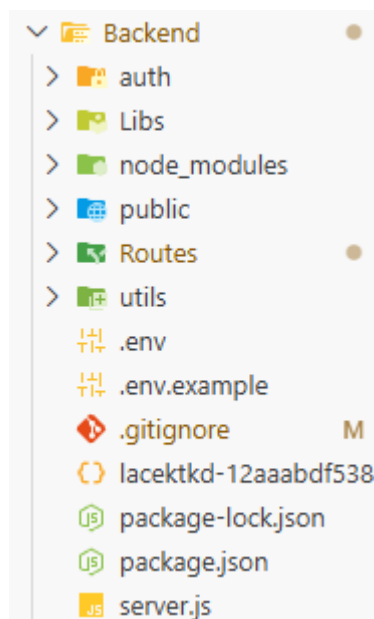 Backend
auth
Libs
node_modules
public
Routes
utils
.env
.env.example
.gitignore M
lacektkd-12aaabdf538
package-lock.json
package.json
JS server.js